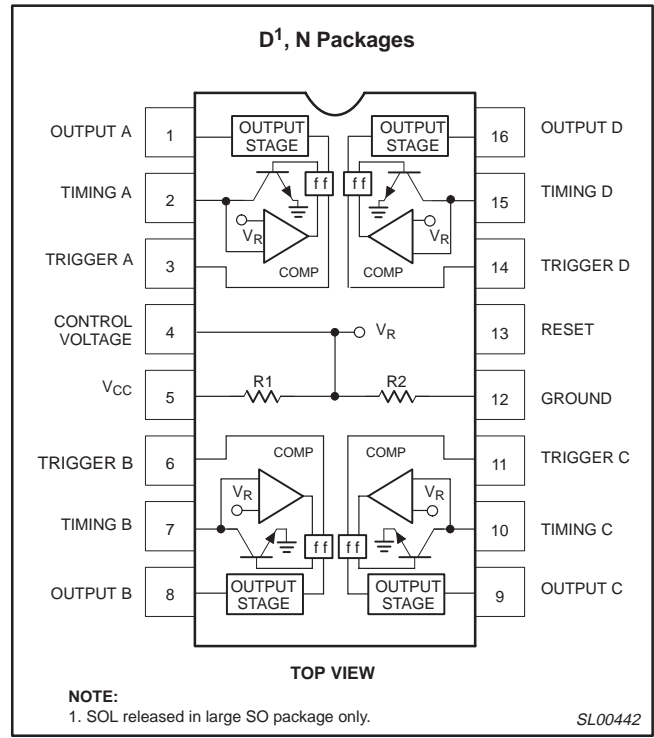 D1, N Packages
OUTPUT A
1
OUTPUT
STAGE
OUTPUT
STAGE
16
OUTPUT D
TIMING A
2
ff
ff
15
TIMING D
VR
VR
TRIGGER A
3
COMP
COMP
14
TRIGGER D
CONTROL
VOLTAGE
4
VR
13
RESET
VCC
5
R1
R2
12
GROUND
TRIGGER B
6
COMP
COMP
11
TRIGGER C
VR
VR
TIMING B
7
ff
ff
10
TIMING C
OUTPUT B
8
OUTPUT
STAGE
OUTPUT
STAGE
9
OUTPUT C
TOP VIEW
NOTE:
1. SOL released in large SO package only.
SL00442